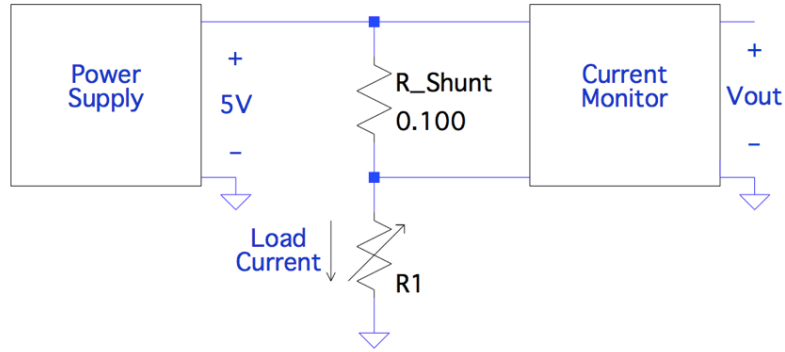 Power
Supply
+
5V
−
R_Shunt
0.100
Current
Monitor
+
Vout
−
Load
Current
R1